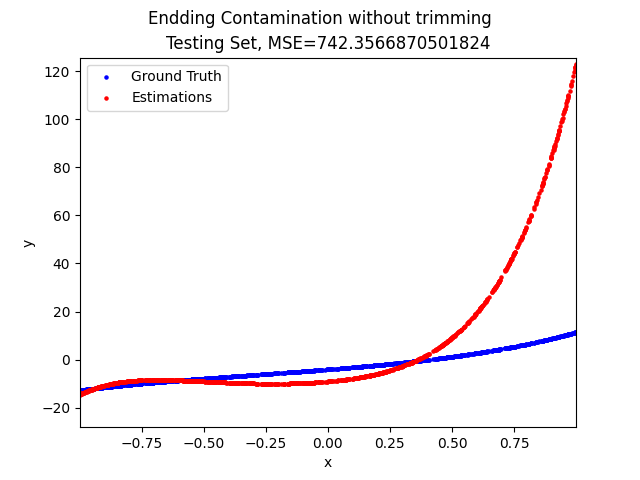 Endding Contamination without trimming
Testing Set, MSE=742.3566870501824
Ground Truth
Estimations
120
100
80
60
40
20
0
−20
y
−0.75 −0.50 −0.25 0.00 0.25 0.50 0.75
x